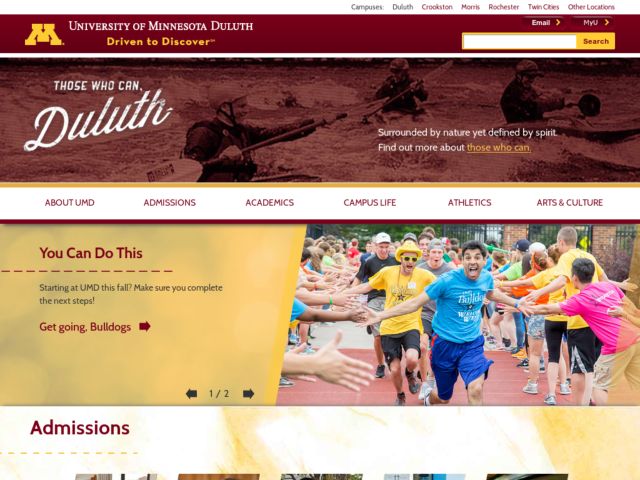 Campuses: Duluth Crookston Morris Rochester Twin Cities Other Locations
M
UNIVERSITY OF MINNESOTA DULUTH
Driven to Discover
Email
MyU
Search
THOSE WHO CAN,
Duluth
Surrounded by nature yet defined by spirit.
Find out more about those who can.
ABOUT UMD ADMISSIONS ACADEMICS CAMPUS LIFE ATHLETICS ARTS & CULTURE
You Can Do This
Starting at UMD this fall? Make sure you complete
the next steps!
Get going, Bulldogs
1 / 2
Bulldog
Admissions